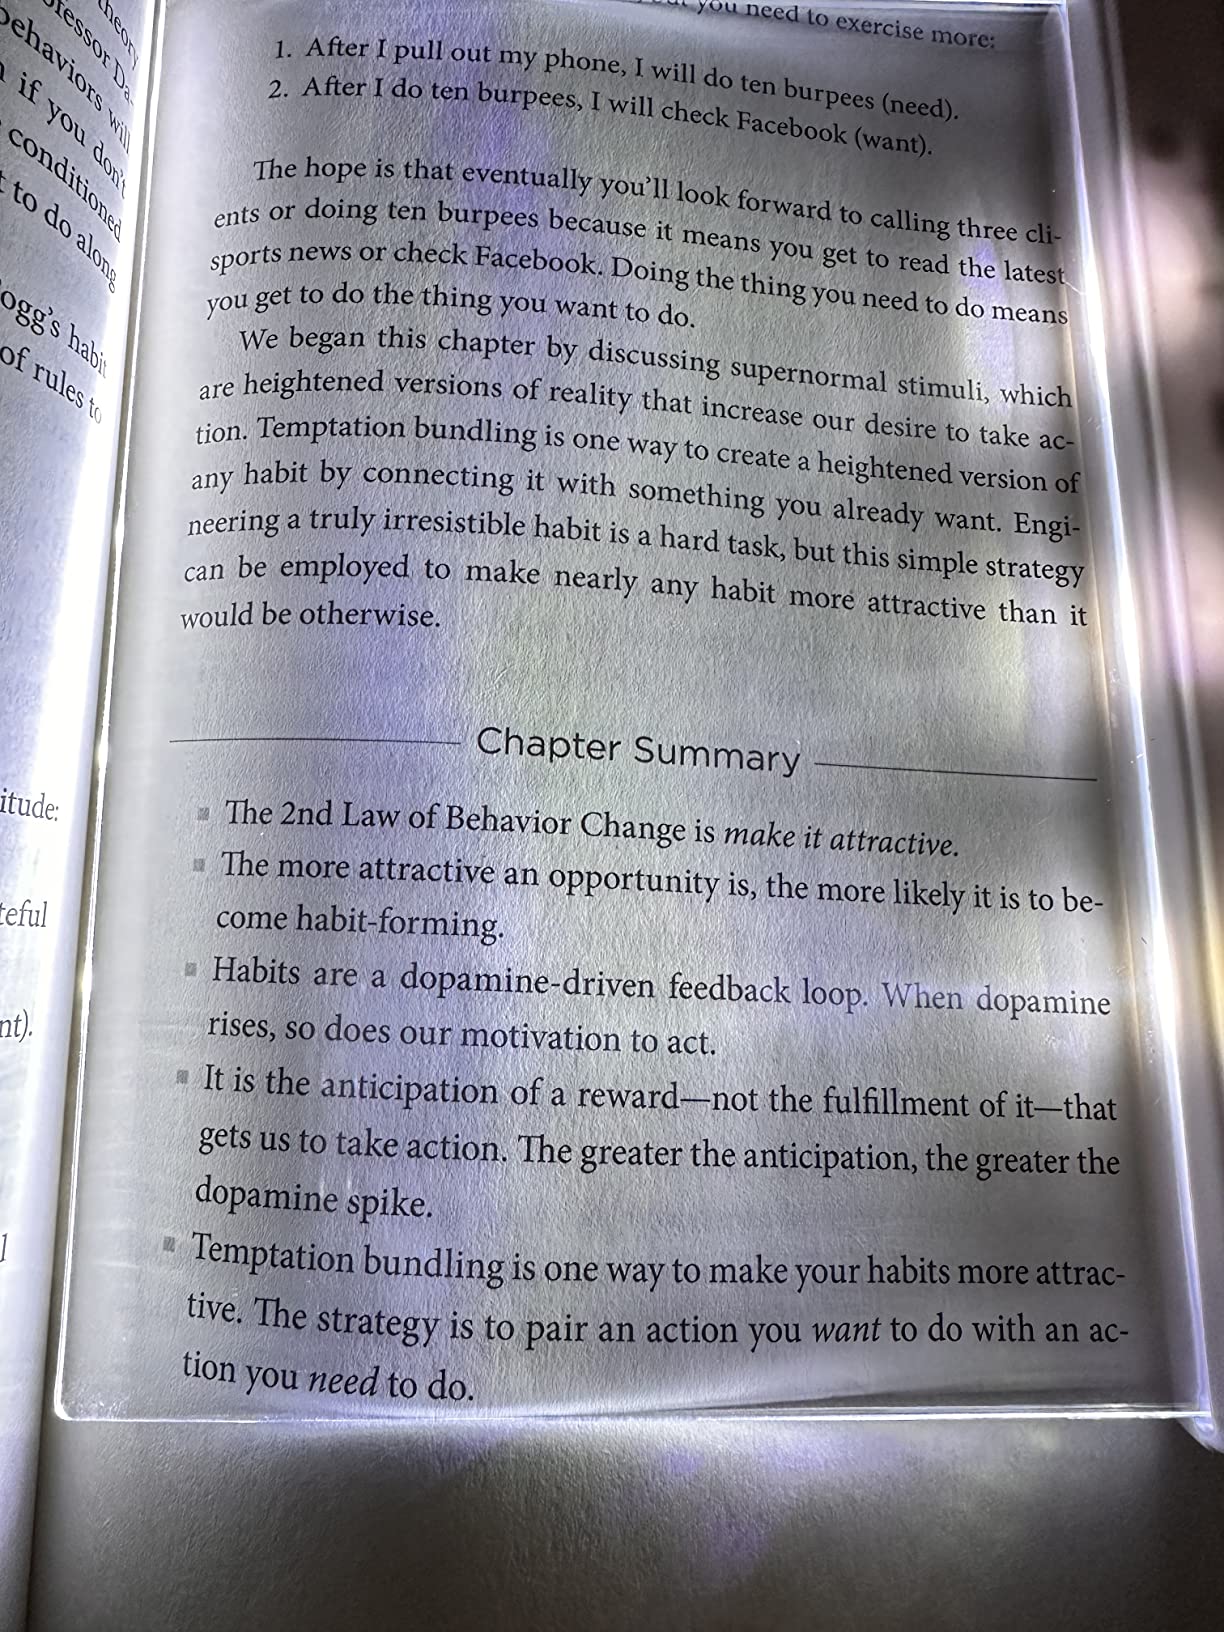 theory
ofessor Da-
behaviors will
if you don't
conditioned
to do along
ogg's habit
of rules to
itude:
teful
nt).
you need to exercise more:
1. After I pull out my phone, I will do ten burpees (need).
2. After I do ten burpees, I will check Facebook (want).
The hope is that eventually you'll look forward to calling three cli-
ents or doing ten burpees because it means you get to read the latest
sports news or check Facebook. Doing the thing you need to do means
you get to do the thing you want to do.
We began this chapter by discussing supernormal stimuli, which
are heightened versions of reality that increase our desire to take ac-
tion. Temptation bundling is one way to create a heightened version of
any habit by connecting it with something you already want. Engi-
neering a truly irresistible habit is a hard task, but this simple strategy
can be employed to make nearly any habit more attractive than it
would be otherwise.
Chapter Summary
The 2nd Law of Behavior Change is make it attractive.
The more attractive an opportunity is, the more likely it is to be-
come habit-forming.
Habits are a dopamine-driven feedback loop. When dopamine
rises, so does our motivation to act.
It is the anticipation of a reward—not the fulfillment of it—that
gets us to take action. The greater the anticipation, the greater the
dopamine spike.
Temptation bundling is one way to make your habits more attrac-
tive. The strategy is to pair an action you want to do with an ac-
tion you need to do.